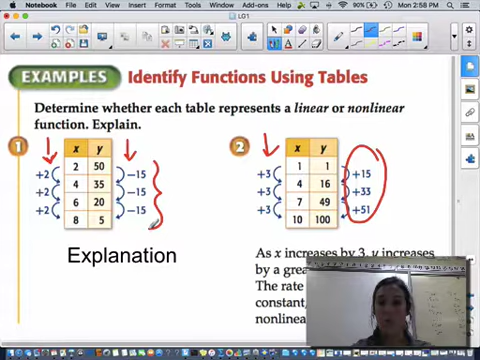 Notebook File Edit View Insert Format Window Help 90% Mon 2:58 PM
LG1
EXAMPLES Identify Functions Using Tables
Determine whether each table represents a linear or nonlinear
function. Explain.
1
x y
2 50
4 35
6 20
8 5
+2 −15
+2 −15
+2 −15
Explanation
2
x y
1 1
4 16
7 49
10 100
+3 +15
+3 +33
+3 +51
As x increases by 3, y increases
by a grea
The rate
constant,
nonlinea